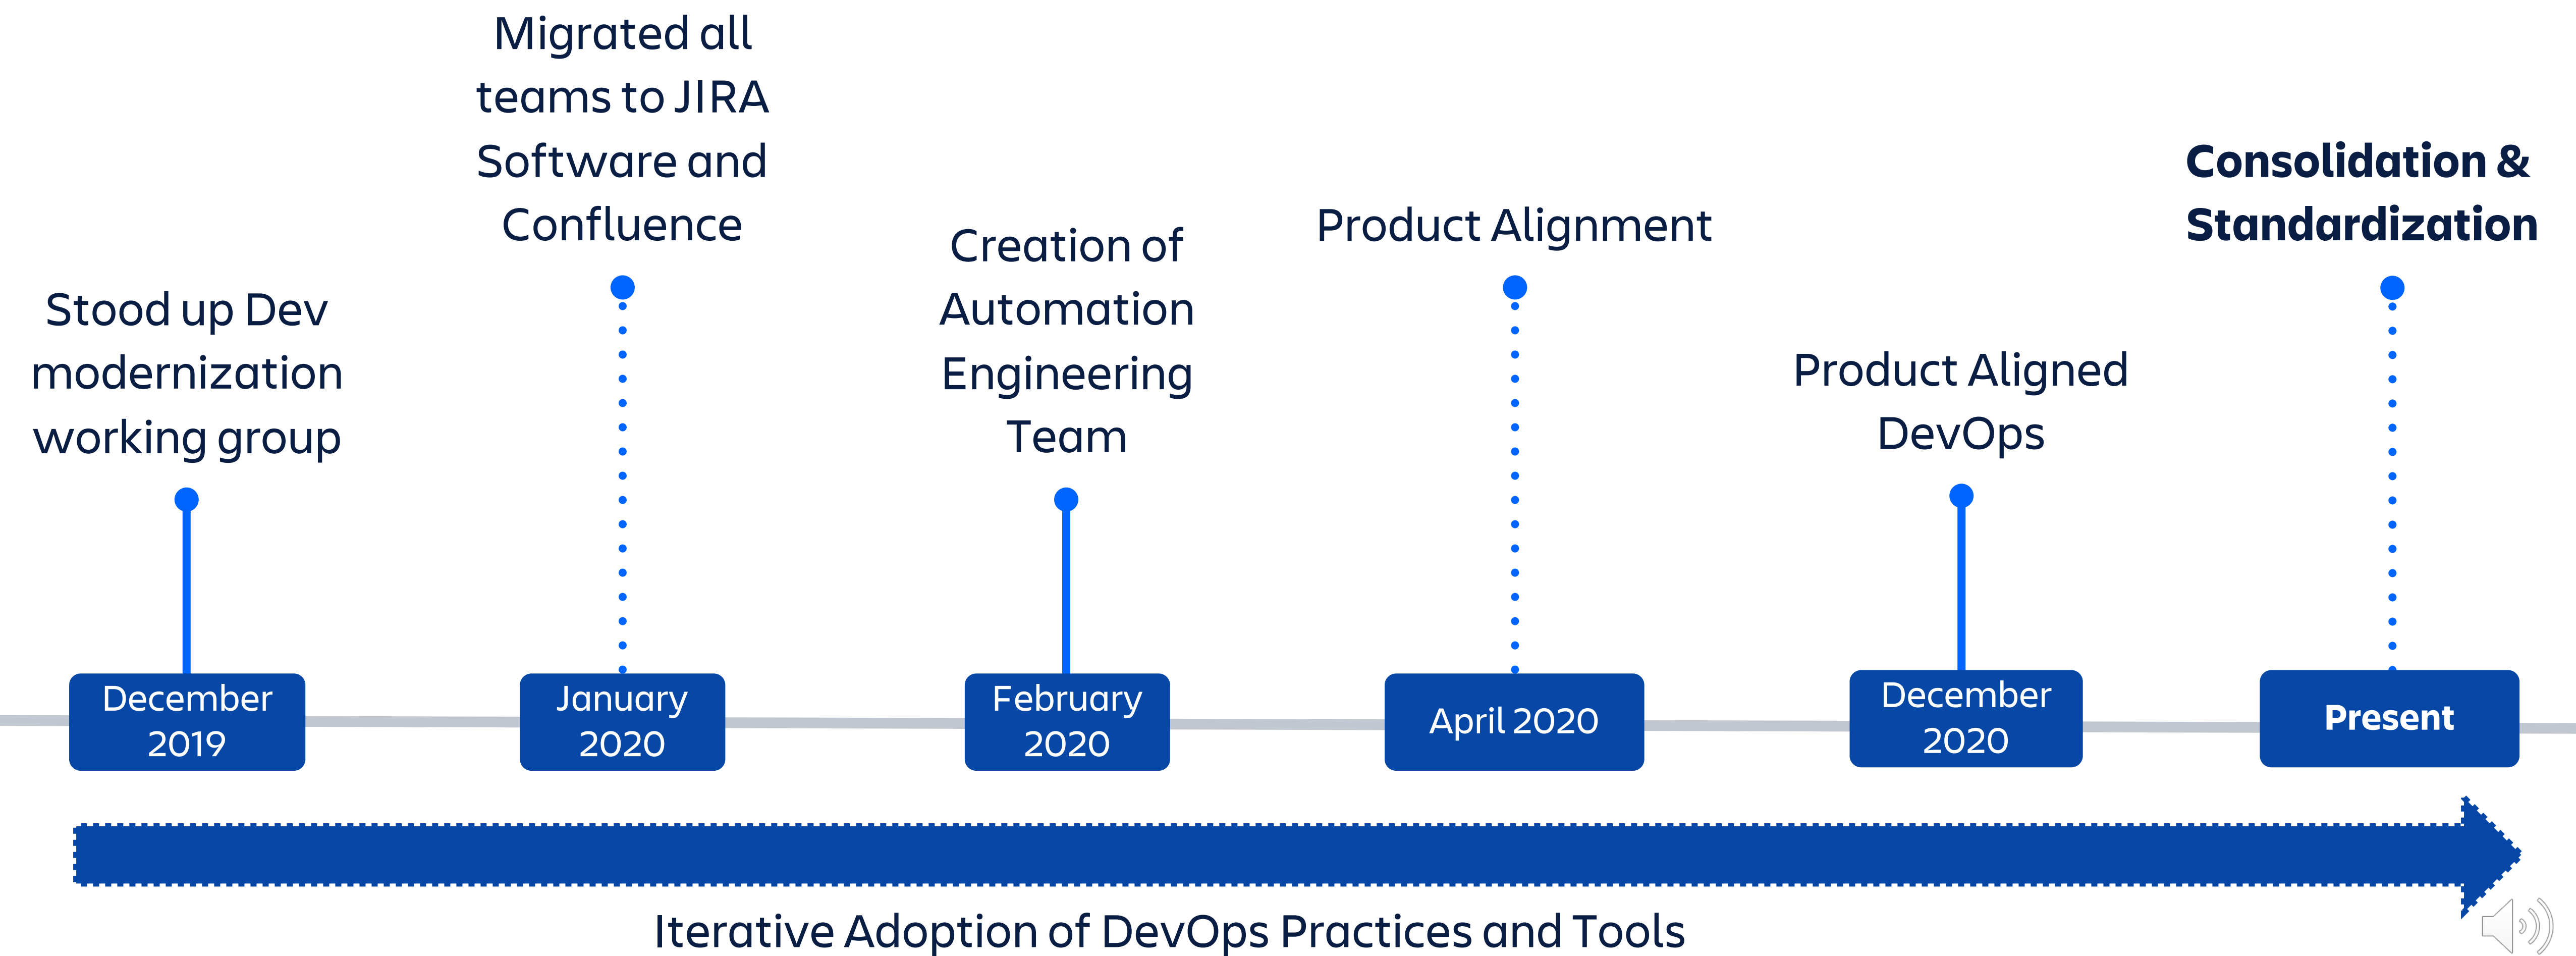 Stood up Dev
modernization
working group
Migrated all
teams to JIRA
Software and
Confluence
Creation of
Automation
Engineering
Team
Product Alignment
Product Aligned
DevOps
Consolidation &
Standardization
December
2019
January
2020
February
2020
April 2020
December
2020
Present
Iterative Adoption of DevOps Practices and Tools